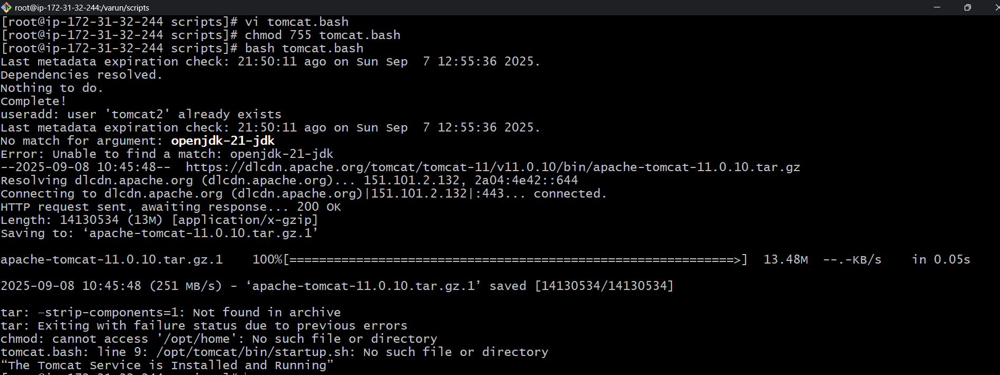 root@ip-172-31-32-244:/varun/scripts
[root@ip-172-31-32-244 scripts]# vi tomcat.bash
[root@ip-172-31-32-244 scripts]# chmod 755 tomcat.bash
[root@ip-172-31-32-244 scripts]# bash tomcat.bash
Last metadata expiration check: 21:50:11 ago on Sun Sep  7 12:55:36 2025.
Dependencies resolved.
Nothing to do.
Complete!
useradd: user 'tomcat2' already exists
Last metadata expiration check: 21:50:11 ago on Sun Sep  7 12:55:36 2025.
No match for argument: openjdk-21-jdk
Error: Unable to find a match: openjdk-21-jdk
--2025-09-08 10:45:48--  https://dlcdn.apache.org/tomcat/tomcat-11/v11.0.10/bin/apache-tomcat-11.0.10.tar.gz
Resolving dlcdn.apache.org (dlcdn.apache.org)... 151.101.2.132, 2a04:4e42::644
Connecting to dlcdn.apache.org (dlcdn.apache.org)|151.101.2.132|:443... connected.
HTTP request sent, awaiting response... 200 OK
Length: 14130534 (13M) [application/x-gzip]
Saving to: ‘apache-tomcat-11.0.10.tar.gz.1’
apache-tomcat-11.0.10.tar.gz.1    100%[============================================================>]  13.48M  --.-KB/s    in 0.05s
2025-09-08 10:45:48 (251 MB/s) - ‘apache-tomcat-11.0.10.tar.gz.1’ saved [14130534/14130534]
tar: –strip-components=1: Not found in archive
tar: Exiting with failure status due to previous errors
chmod: cannot access '/opt/home': No such file or directory
tomcat.bash: line 9: /opt/tomcat/bin/startup.sh: No such file or directory
“The Tomcat Service is Installed and Running”